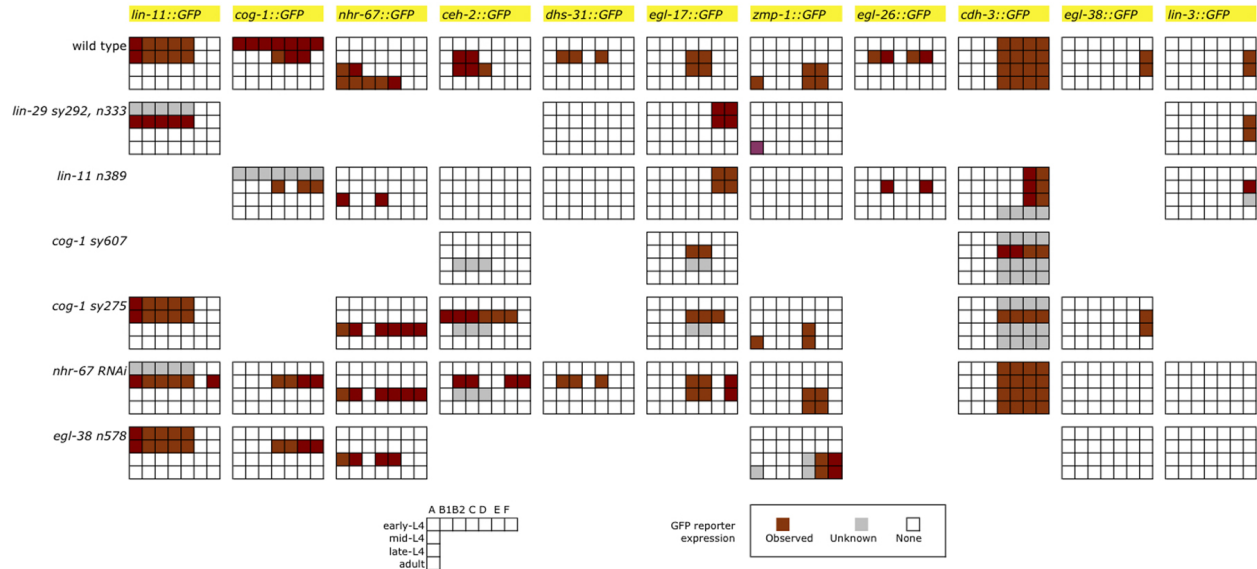 lin-11::GFP cog-1::GFP nhr-67::GFP ceh-2::GFP dhs-31::GFP egl-17::GFP zmp-1::GFP egl-26::GFP cdh-3::GFP egl-38::GFP lin-3::GFP
wild type
lin-29 sy292, n333
lin-11 n389
cog-1 sy607
cog-1 sy275
nhr-67 RNAi
egl-38 n578
A B1B2 C D E F
early-L4
mid-L4
late-L4
adult
GFP reporter
expression
Observed Unknown None